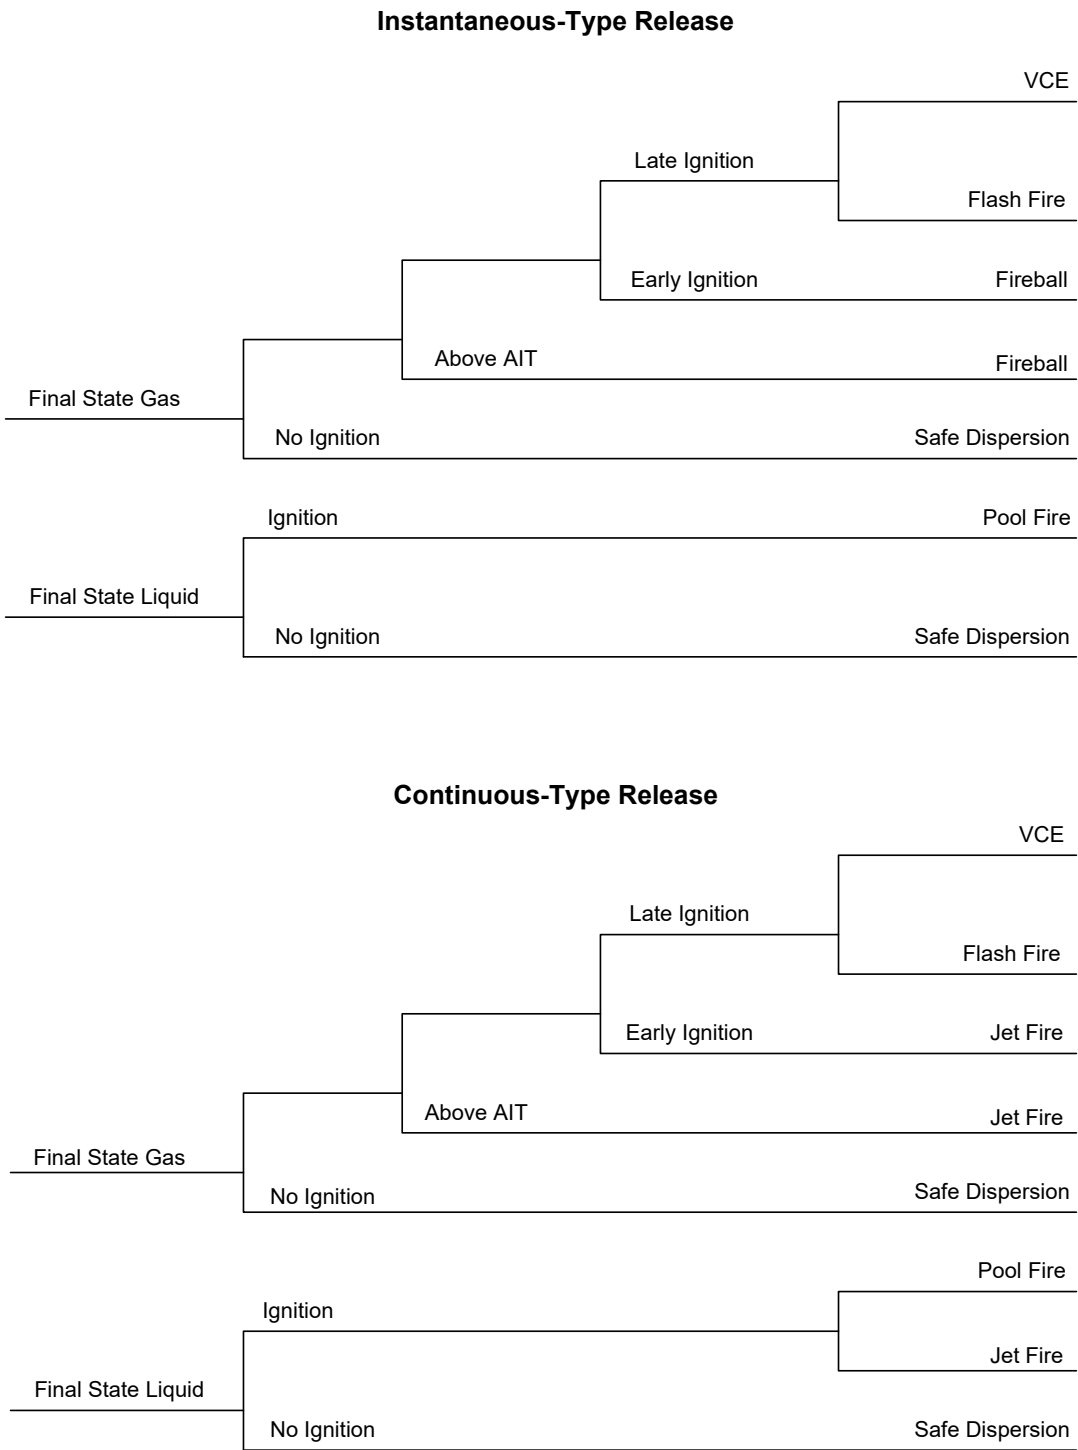 Instantaneous-Type Release
VCE
Late Ignition
Flash Fire
Early Ignition
Fireball
Above AIT
Fireball
Final State Gas
No Ignition
Safe Dispersion
Ignition
Pool Fire
Final State Liquid
No Ignition
Safe Dispersion
Continuous-Type Release
VCE
Late Ignition
Flash Fire
Early Ignition
Jet Fire
Above AIT
Jet Fire
Final State Gas
No Ignition
Safe Dispersion
Pool Fire
Ignition
Jet Fire
Final State Liquid
No Ignition
Safe Dispersion